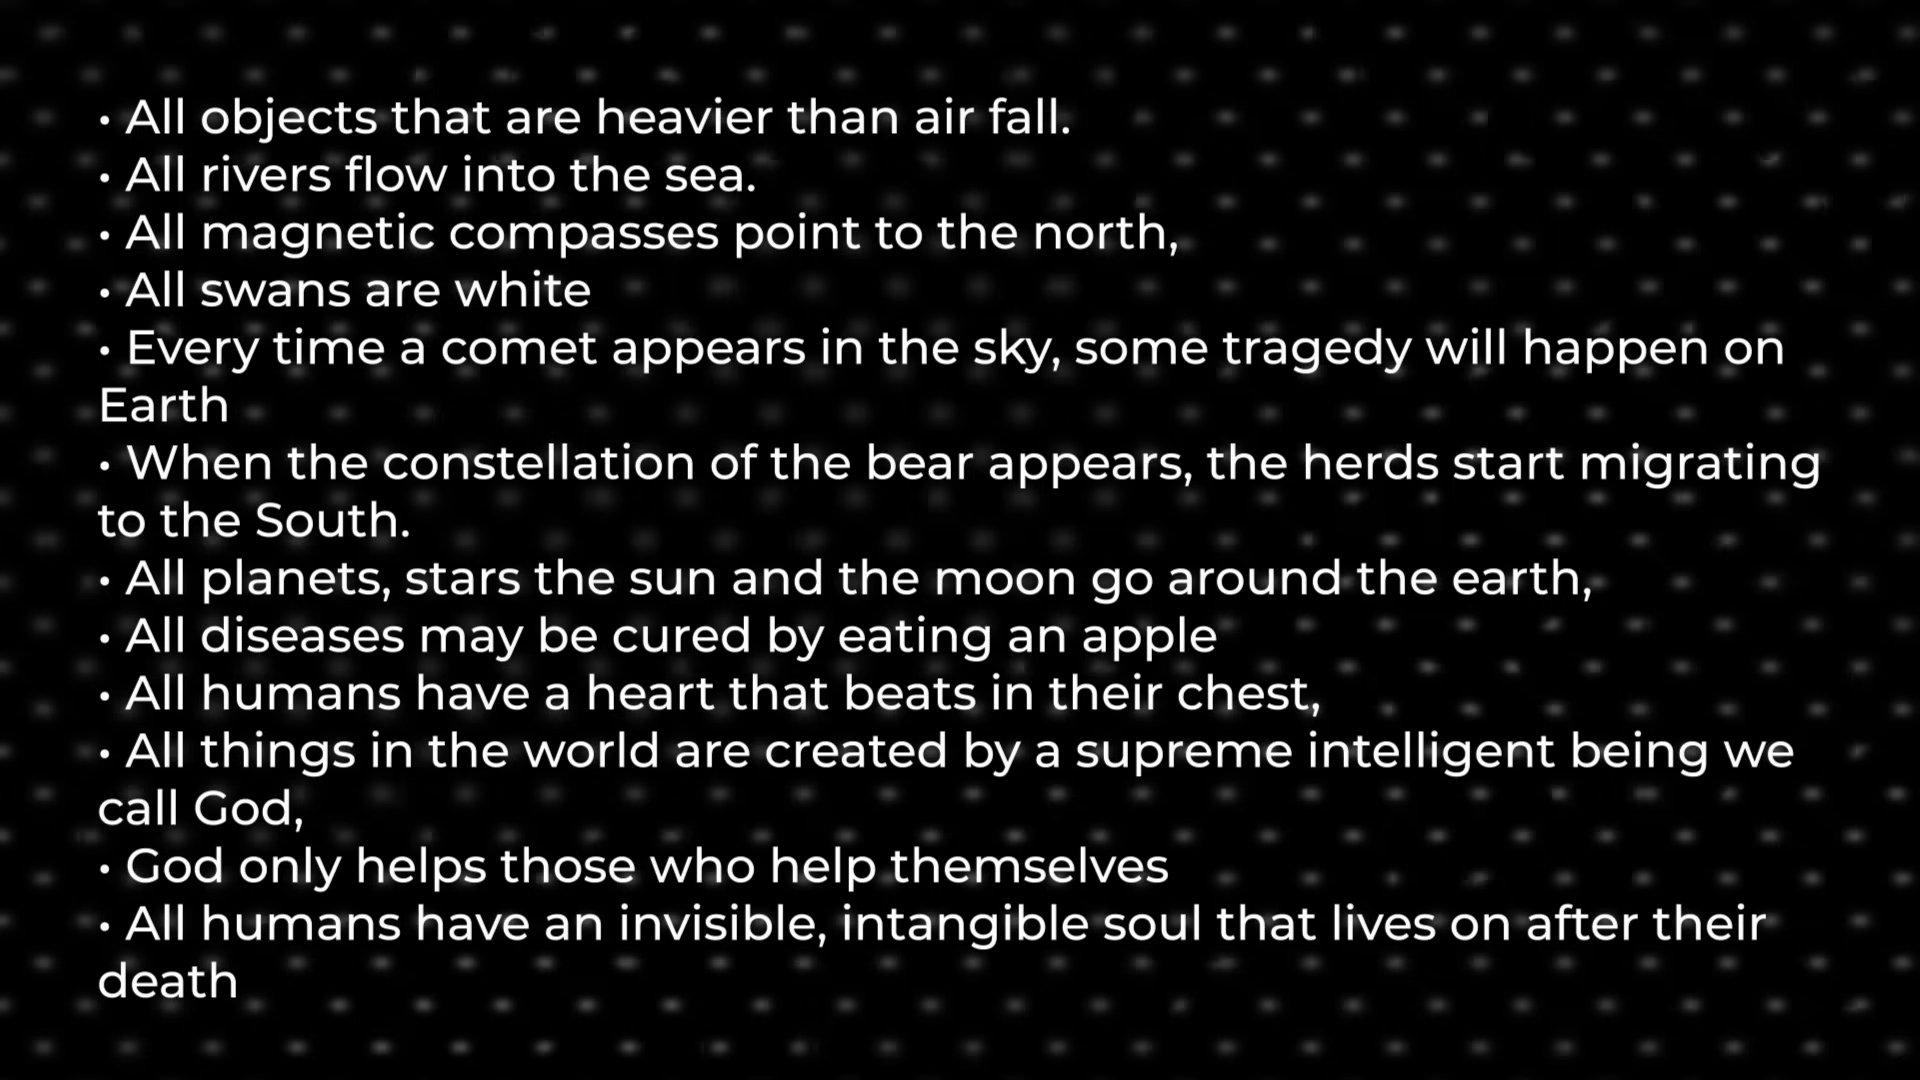 • All objects that are heavier than air fall.
• All rivers flow into the sea.
• All magnetic compasses point to the north,
• All swans are white
• Every time a comet appears in the sky, some tragedy will happen on
Earth
• When the constellation of the bear appears, the herds start migrating
to the South.
• All planets, stars the sun and the moon go around the earth,
• All diseases may be cured by eating an apple
• All humans have a heart that beats in their chest,
• All things in the world are created by a supreme intelligent being we
call God,
• God only helps those who help themselves
• All humans have an invisible, intangible soul that lives on after their
death